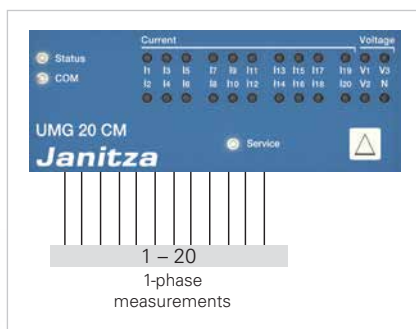 Current Voltage
Status
COM
I1 I3 I5 I7 I9 I11 I13 I15 I17 I19 V1 V3
I2 I4 I6 I8 I10 I12 I14 I16 I18 I20 V2 N
UMG 20 CM
Janitza
Service
1 – 20
1-phase
measurements